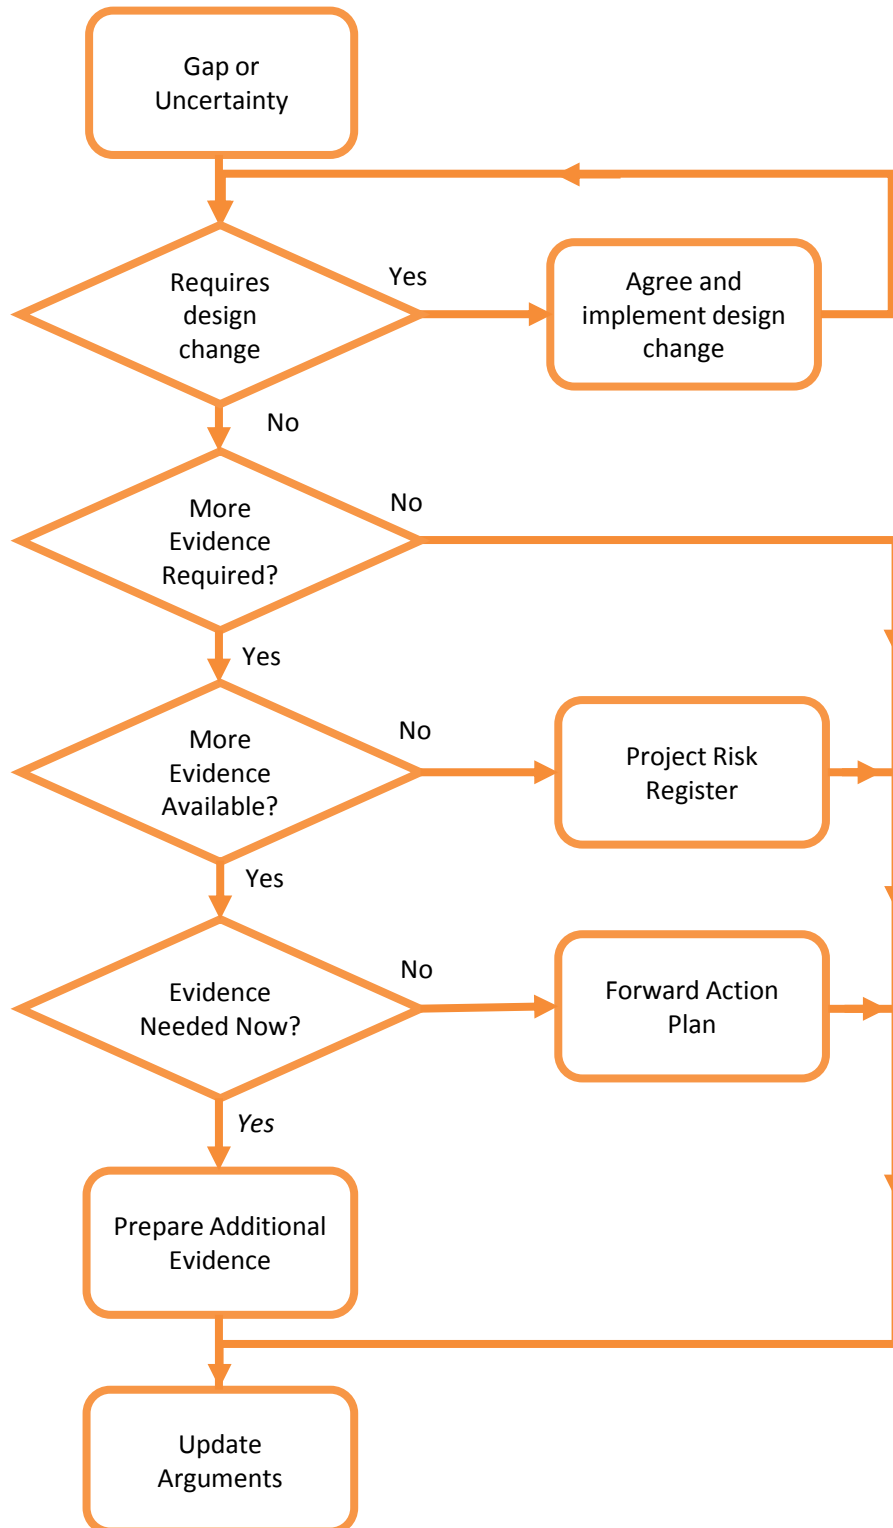 Gap or
Uncertainty
Requires
design
change
Yes
Agree and
implement design
change
No
More
Evidence
Required?
No
Yes
More
Evidence
Available?
No
Project Risk
Register
Yes
Evidence
Needed Now?
No
Forward Action
Plan
Yes
Prepare Additional
Evidence
Update
Arguments